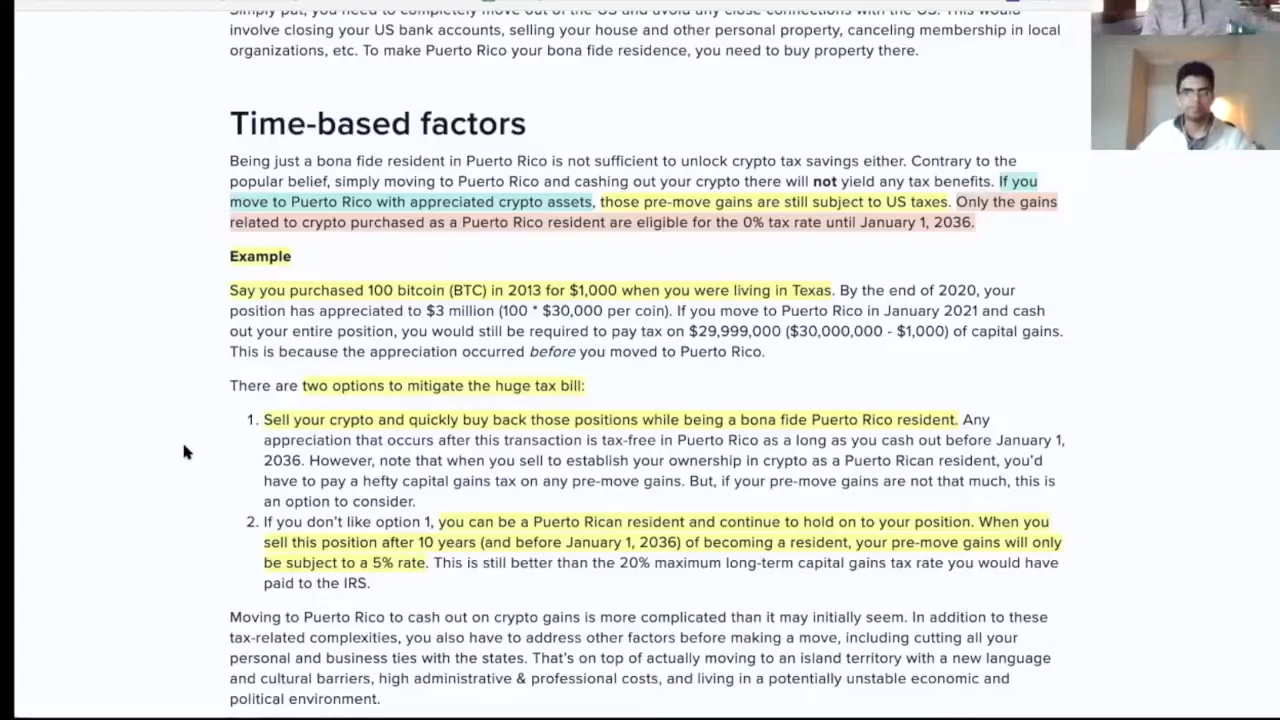 Simply put, you need to completely move out of the US and avoid any close connections with the US. This would
involve closing your US bank accounts, selling your house and other personal property, canceling membership in local
organizations, etc. To make Puerto Rico your bona fide residence, you need to buy property there.
Time-based factors
Being just a bona fide resident in Puerto Rico is not sufficient to unlock crypto tax savings either. Contrary to the
popular belief, simply moving to Puerto Rico and cashing out your crypto there will not yield any tax benefits. If you
move to Puerto Rico with appreciated crypto assets, those pre-move gains are still subject to US taxes. Only the gains
related to crypto purchased as a Puerto Rico resident are eligible for the 0% tax rate until January 1, 2036.
Example
Say you purchased 100 bitcoin (BTC) in 2013 for $1,000 when you were living in Texas. By the end of 2020, your
position has appreciated to $3 million (100 * $30,000 per coin). If you move to Puerto Rico in January 2021 and cash
out your entire position, you would still be required to pay tax on $29,999,000 ($30,000,000 - $1,000) of capital gains.
This is because the appreciation occurred before you moved to Puerto Rico.
There are two options to mitigate the huge tax bill:
1. Sell your crypto and quickly buy back those positions while being a bona fide Puerto Rico resident. Any
appreciation that occurs after this transaction is tax-free in Puerto Rico as a long as you cash out before January 1,
2036. However, note that when you sell to establish your ownership in crypto as a Puerto Rican resident, you'd
have to pay a hefty capital gains tax on any pre-move gains. But, if your pre-move gains are not that much, this is
an option to consider.
2. If you don't like option 1, you can be a Puerto Rican resident and continue to hold on to your position. When you
sell this position after 10 years (and before January 1, 2036) of becoming a resident, your pre-move gains will only
be subject to a 5% rate. This is still better than the 20% maximum long-term capital gains tax rate you would have
paid to the IRS.
Moving to Puerto Rico to cash out on crypto gains is more complicated than it may initially seem. In addition to these
tax-related complexities, you also have to address other factors before making a move, including cutting all your
personal and business ties with the states. That's on top of actually moving to an island territory with a new language
and cultural barriers, high administrative & professional costs, and living in a potentially unstable economic and
political environment.